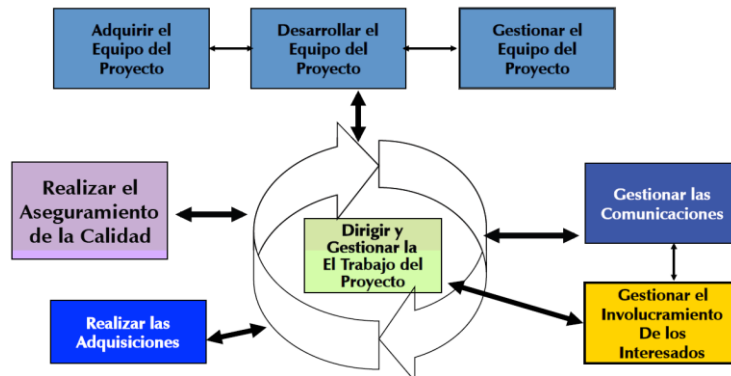 Adquirir el
Equipo del
Proyecto
Desarrollar el
Equipo del
Proyecto
Gestionar el
Equipo del
Proyecto
Realizar el
Aseguramiento
de la Calidad
Dirigir y
Gestionar la
El Trabajo del
Proyecto
Gestionar las
Comunicaciones
Realizar las
Adquisiciones
Gestionar el
Involucramiento
De los
Interesados